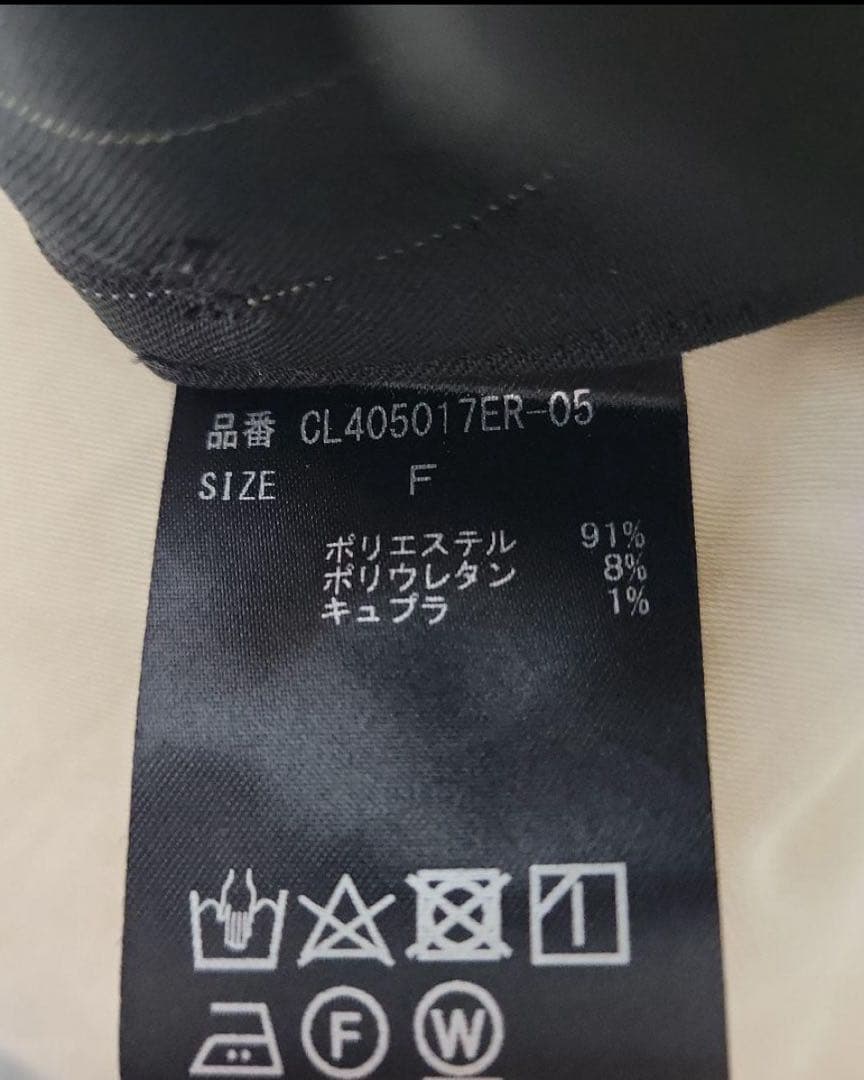 品番 CL405017ER-05
SIZE F
ポリエステル 91%
ポリウレタン 8%
キュプラ 1%
F W